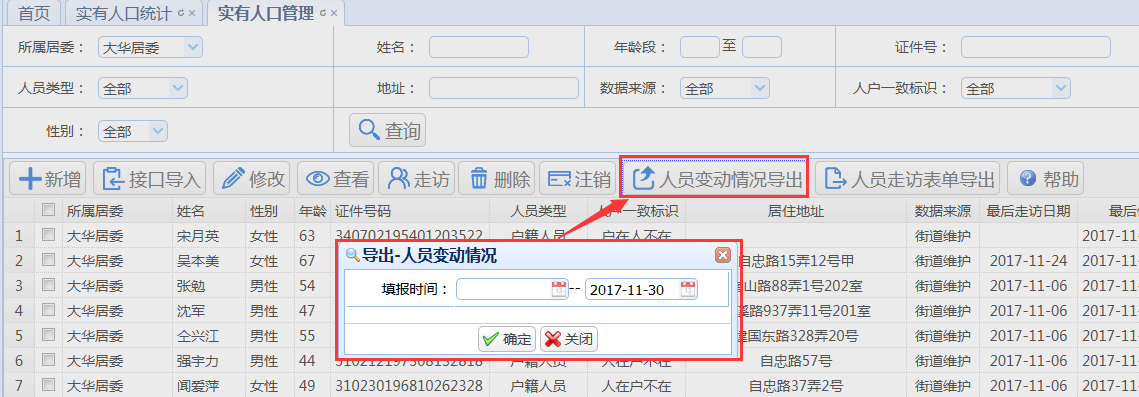 首页 实有人口统计 实有人口管理
所属居委： 大华居委 姓名： 年龄段： 至 证件号：
人员类型： 全部 地址： 数据来源： 全部 人户一致标识： 全部
性别： 全部 查询
新增 接口导入 修改 查看 走访 删除 注销 人员变动情况导出 人员走访表单导出 帮助
所属居委 姓名 性别 年龄 证件号码 人员类型 人户一致标识 居住地址 数据来源 最后走访日期
1 大华居委 宋月英 女性 63 340702195401203522 户籍人员 户在人不在 街道维护 2017-11
2 大华居委 吴本美 女性 67 自忠路15弄12号甲 街道维护 2017-11-24 2017-11
3 大华居委 张勉 男性 54 山路88弄1号202室 街道维护 2017-11-06 2017-11
4 大华居委 沈军 男性 47 路937弄11号201室 街道维护 2017-11-06 2017-11
5 大华居委 仝兴江 男性 55 建国东路328弄20号 街道维护 2017-11-06 2017-11
6 大华居委 强宇力 男性 44 户籍人员 人在户不在 自忠路57号 街道维护 2017-11-06 2017-11
7 大华居委 闻爱萍 女性 49 310230196810262328 户籍人员 人在户不在 自忠路37弄2号 街道维护 2017-11-06 2017-11
导出-人员变动情况
填报时间： -- 2017-11-30
确定 关闭